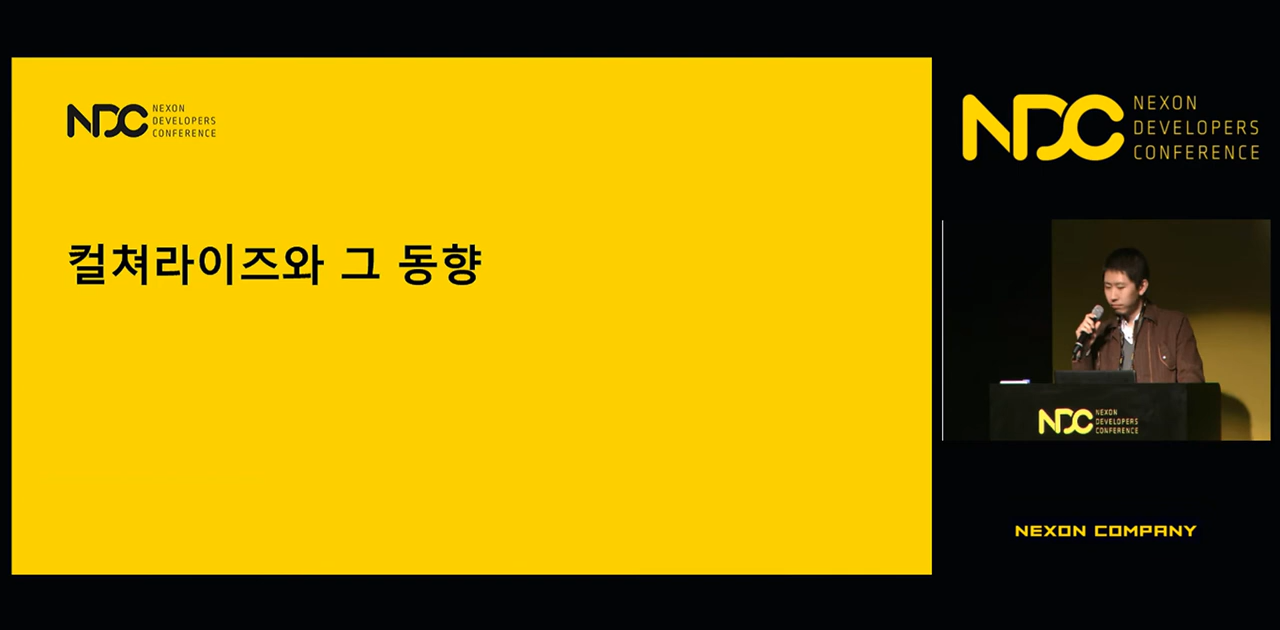 NDC NEXON
DEVELOPERS
CONFERENCE
컬쳐라이즈와 그 동향
NDC NEXON
DEVELOPERS
CONFERENCE
NDC NEXON
DEVELOPERS
CONFERENCE
NEXON COMPANY